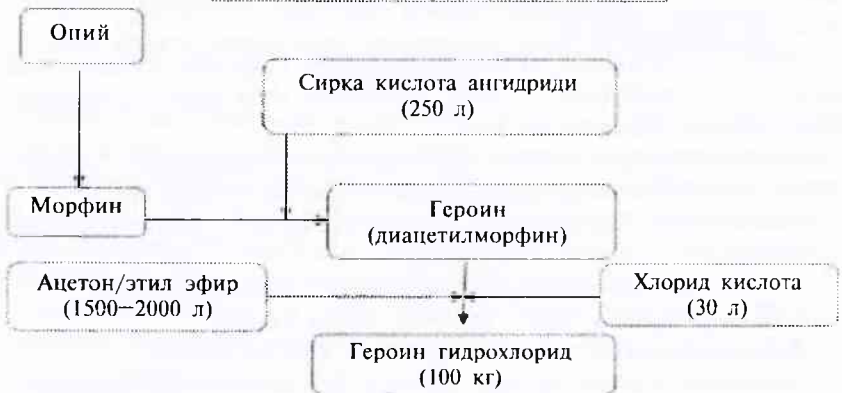 Опий
Сирка кислота ангидриди
(250 л)
Морфин
Героин
(диацетилморфин)
Ацетон/этил эфир
(1500—2000 л)
Хлорид кислота
(30 л)
Героин гидрохлорид
(100 кг)